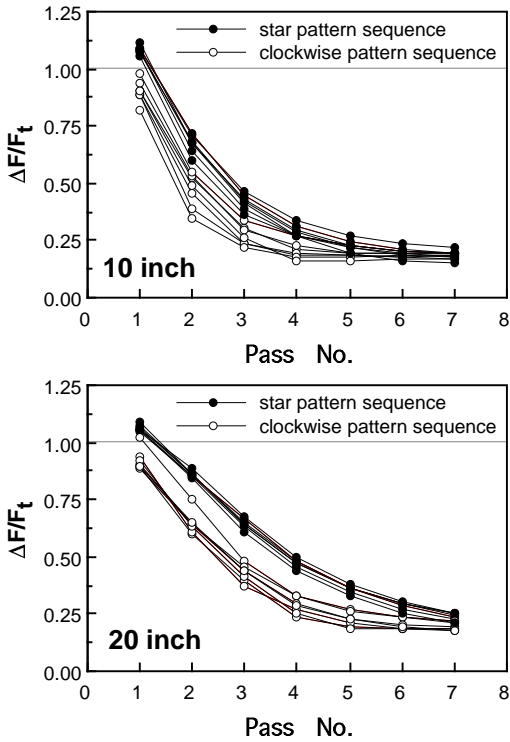 1.25
star pattern sequence
clockwise pattern sequence
1.00
0.75
ΔF/Ft
0.50
0.25
10 inch
0.00
0 1 2 3 4 5 6 7 8
Pass No.
1.25
star pattern sequence
clockwise pattern sequence
1.00
0.75
ΔF/Ft
0.50
0.25
20 inch
0.00
0 1 2 3 4 5 6 7 8
Pass No.